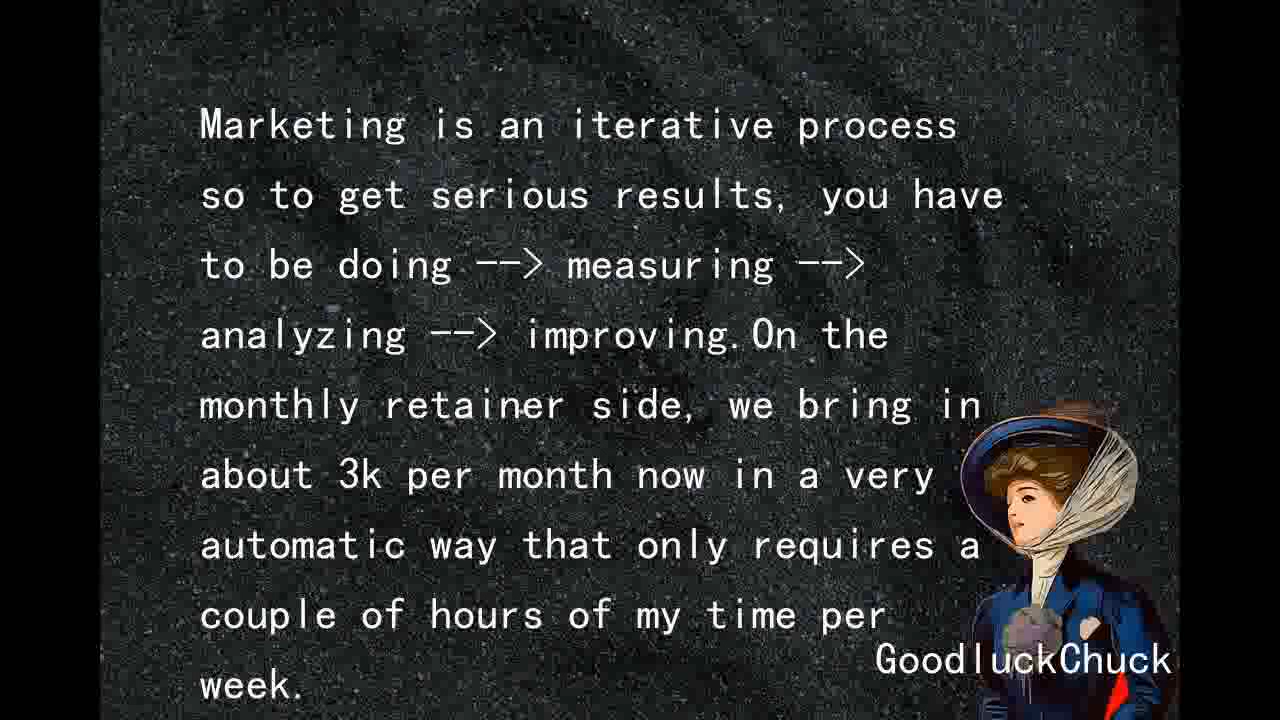 Marketing is an iterative process
so to get serious results, you have
to be doing --> measuring -->
analyzing --> improving.On the
monthly retainer side, we bring in
about 3k per month now in a very
automatic way that only requires a
couple of hours of my time per
week.
GoodluckChuck